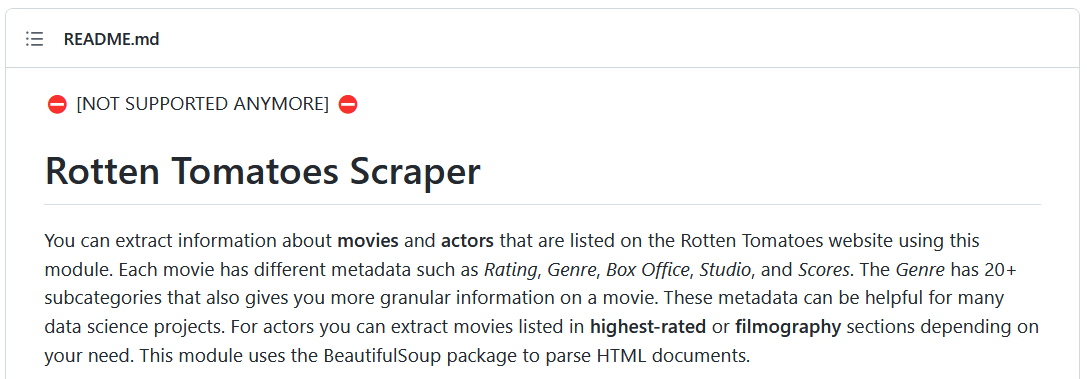 README.md
⛔ [NOT SUPPORTED ANYMORE] ⛔
Rotten Tomatoes Scraper
You can extract information about movies and actors that are listed on the Rotten Tomatoes website using this
module. Each movie has different metadata such as Rating, Genre, Box Office, Studio, and Scores. The Genre has 20+
subcategories that also gives you more granular information on a movie. These metadata can be helpful for many
data science projects. For actors you can extract movies listed in highest-rated or filmography sections depending on
your need. This module uses the BeautifulSoup package to parse HTML documents.